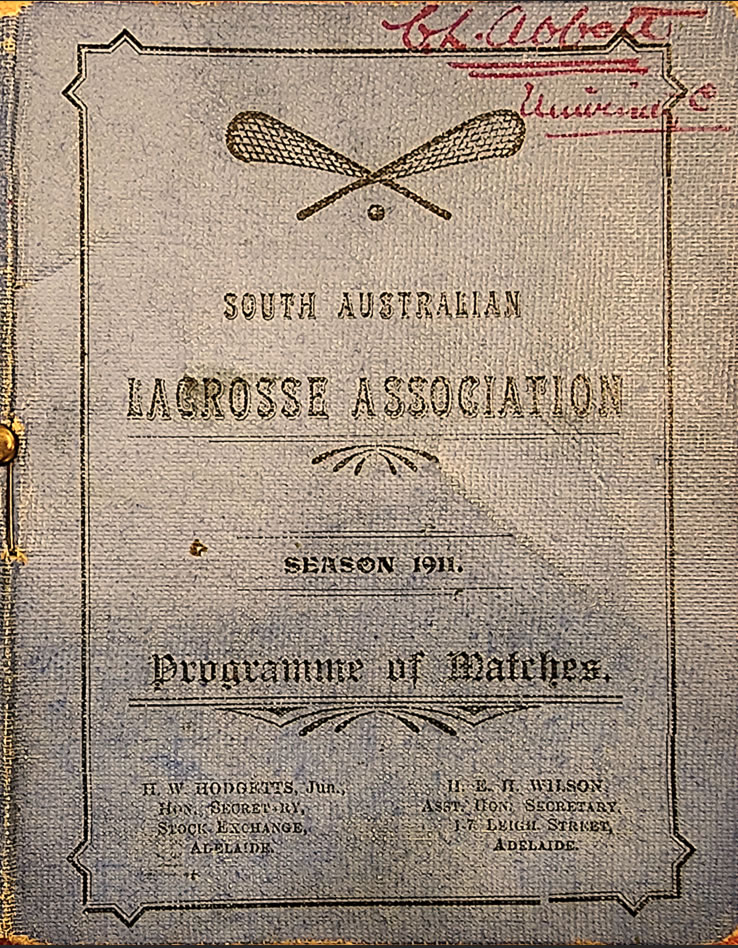 C.L. Abbott
SOUTH AUSTRALIAN
LACROSSE ASSOCIATION
SEASON 1911.
Programme of Matches.
H. W. HODGETTS, Jun.,
HON. SECRETARY,
STOCK EXCHANGE,
ADELAIDE.
H. E. H. WILSON,
ASST. HON. SECRETARY,
17 LEIGH STREET,
ADELAIDE.